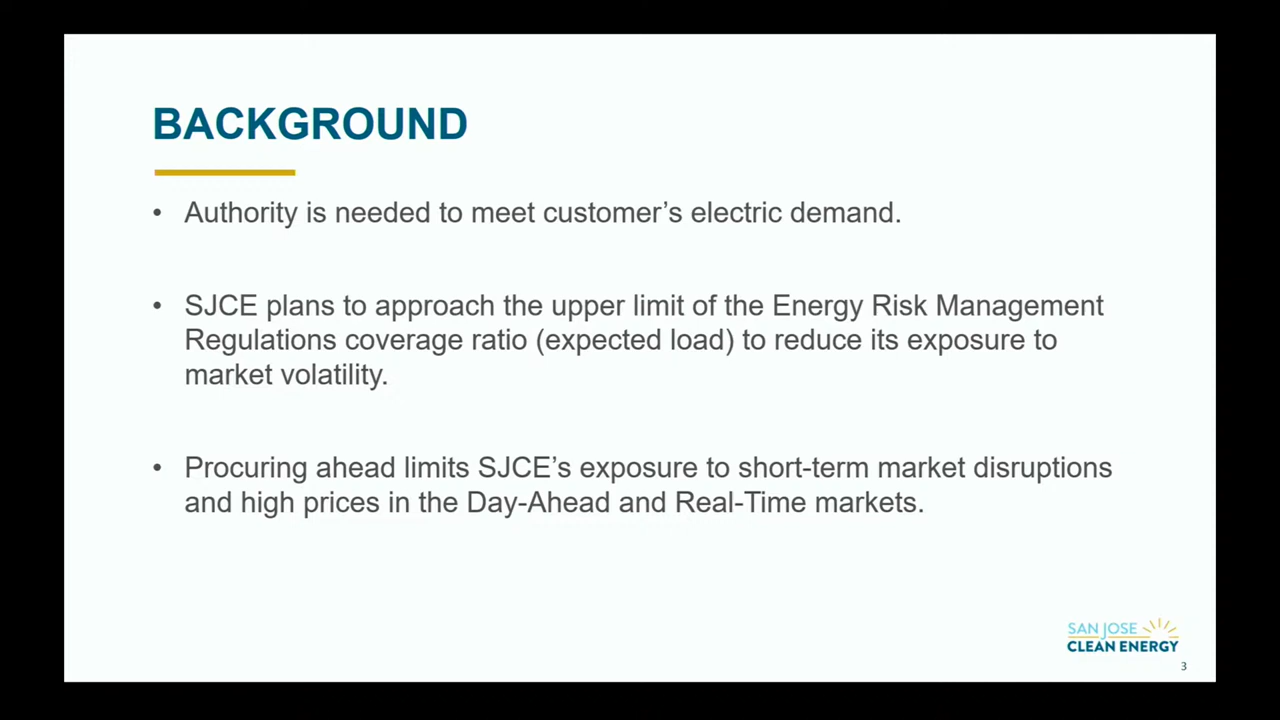 BACKGROUND
• Authority is needed to meet customer’s electric demand.
• SJCE plans to approach the upper limit of the Energy Risk Management
Regulations coverage ratio (expected load) to reduce its exposure to
market volatility.
• Procuring ahead limits SJCE’s exposure to short-term market disruptions
and high prices in the Day-Ahead and Real-Time markets.
SAN JOSE
CLEAN ENERGY
3